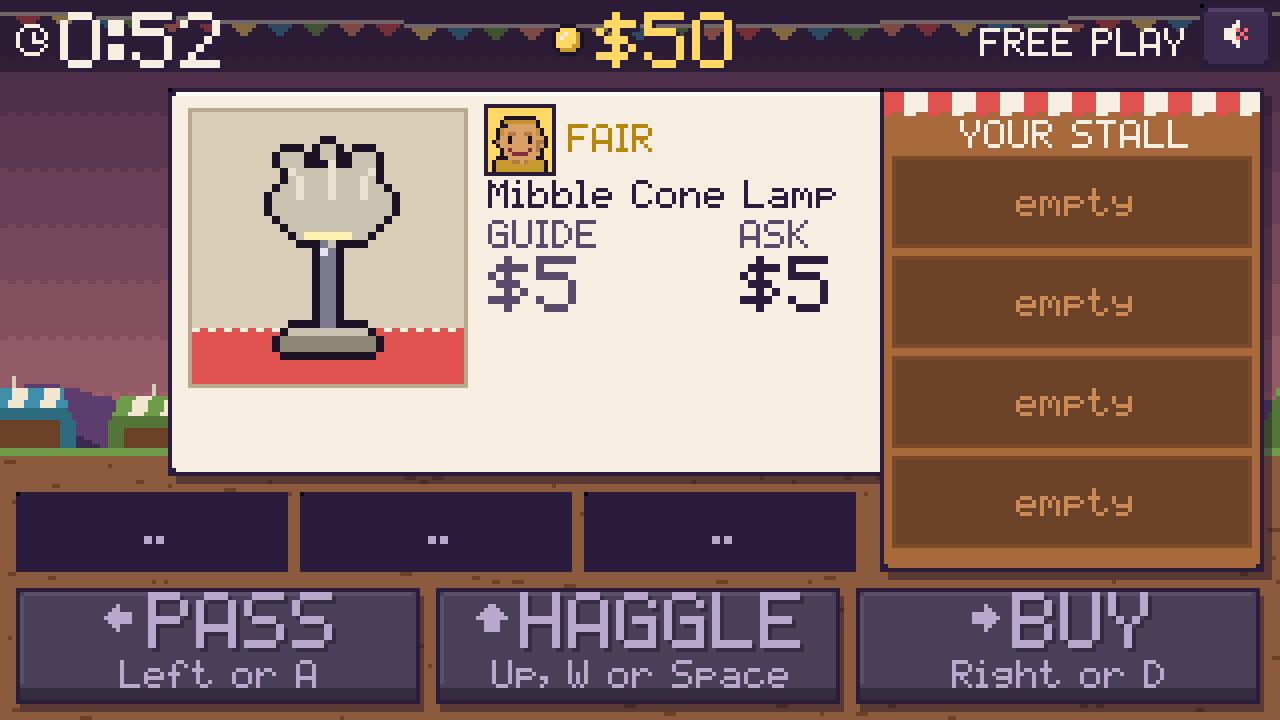 0:52
$50
FREE PLAY
FAIR
Mibble Cone Lamp
GUIDE ASK
$5 $5
YOUR STALL
empty
empty
empty
empty
.. .. ..
PASS
Left or A
HAGGLE
Up, W or Space
BUY
Right or D